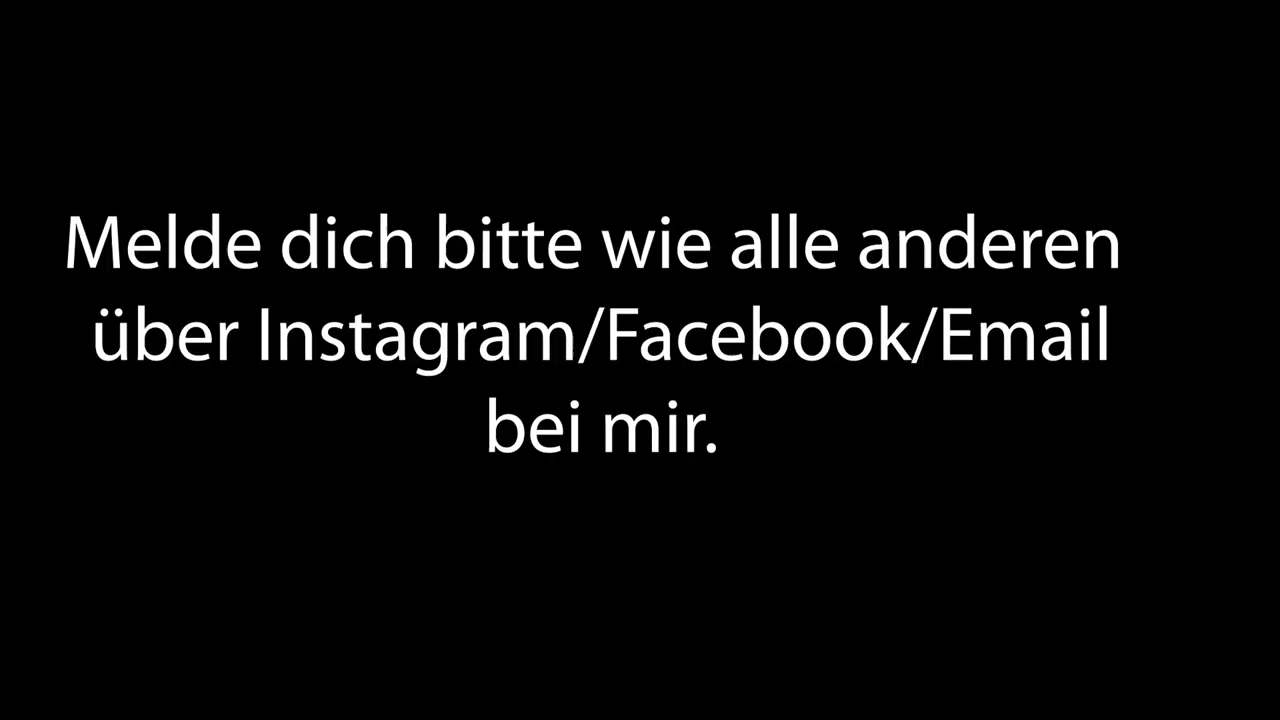 Melde dich bitte wie alle anderen
über Instagram/Facebook/Email
bei mir.